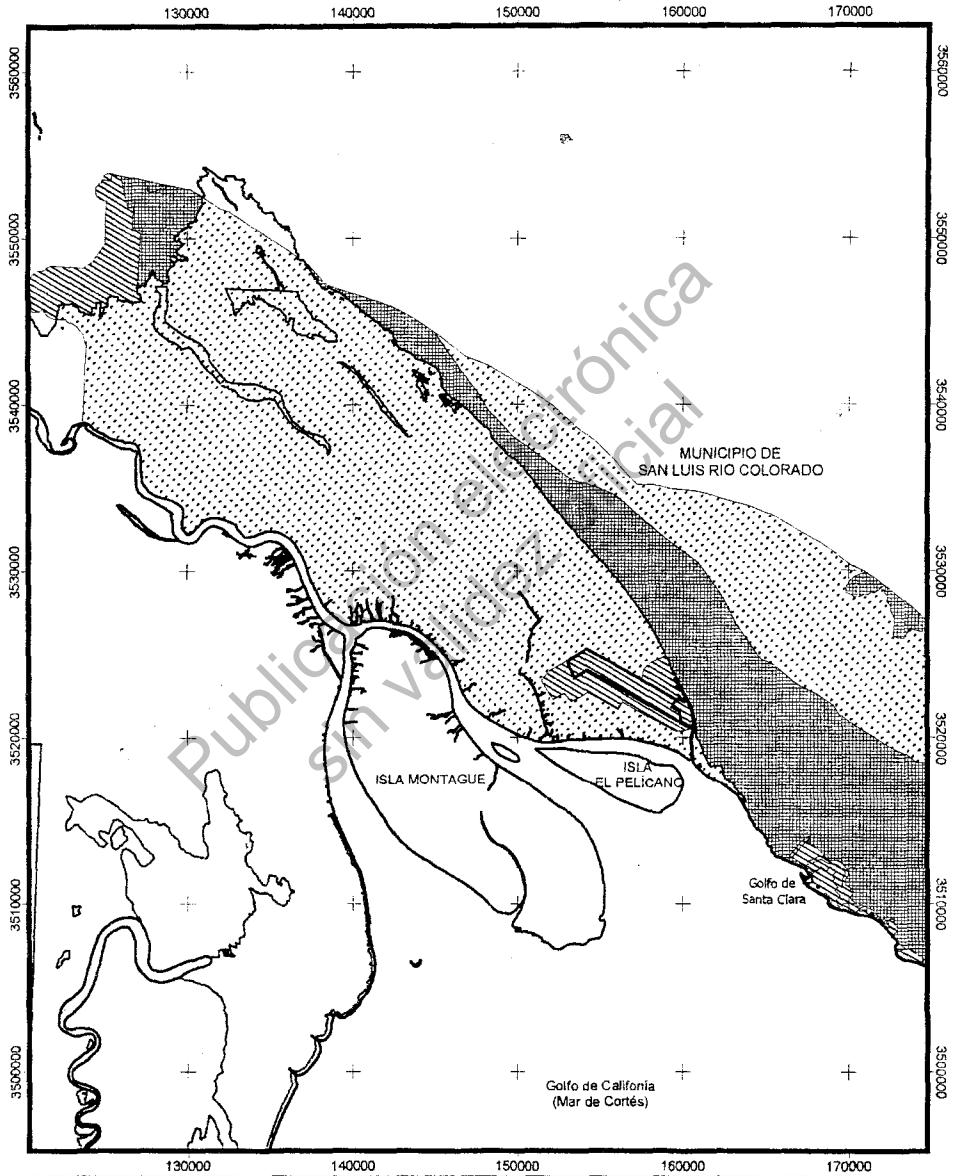 130000 140000 150000 160000 170000
3560000 3560000
3550000 3550000
3540000 3540000
MUNICIPIO DE
SAN LUIS RIO COLORADO
3530000 3530000
3520000 3520000
ISLA MONTAGUE
ISLA
EL PELÍCANO
Golfo de
Santa Clara
3510000 3510000
3500000 3500000
Golfo de Califonia
(Mar de Cortés)
130000 140000 150000 160000 170000
Publicación electrónica
sin validez oficial